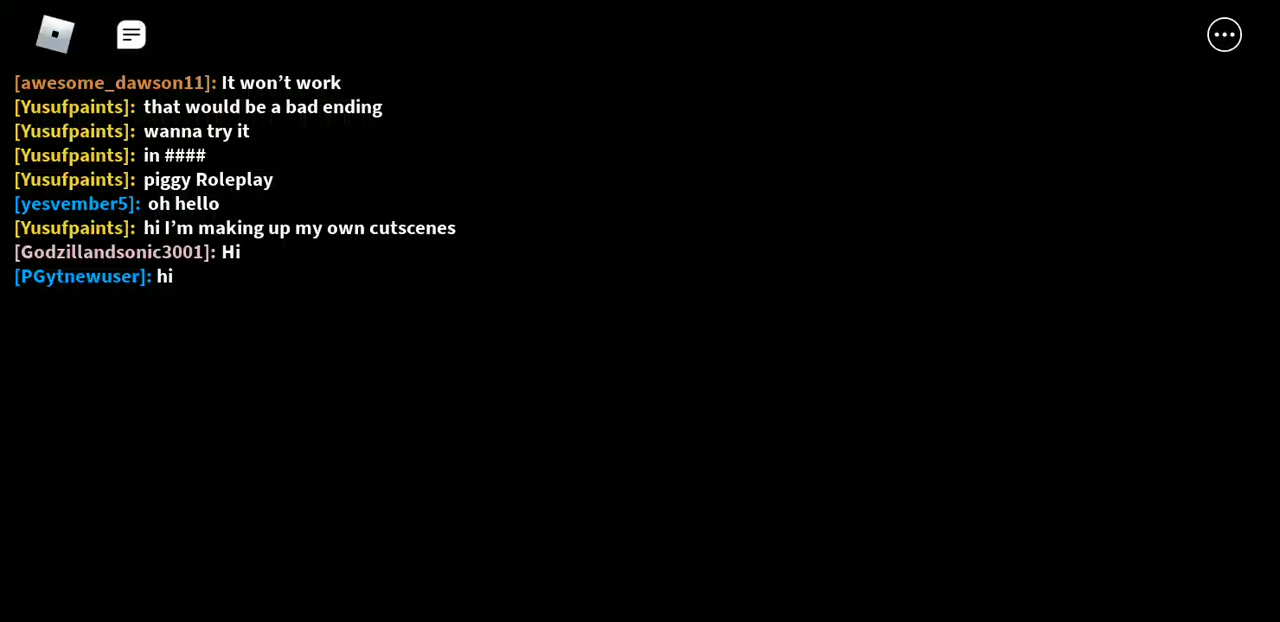 [awesome_dawson11]: It won’t work
[Yusufpaints]: that would be a bad ending
[Yusufpaints]: wanna try it
[Yusufpaints]: in ####
[Yusufpaints]: piggy Roleplay
[yesvember5]: oh hello
[Yusufpaints]: hi I’m making up my own cutscenes
[Godzillandsonic3001]: Hi
[PGytnewuser]: hi